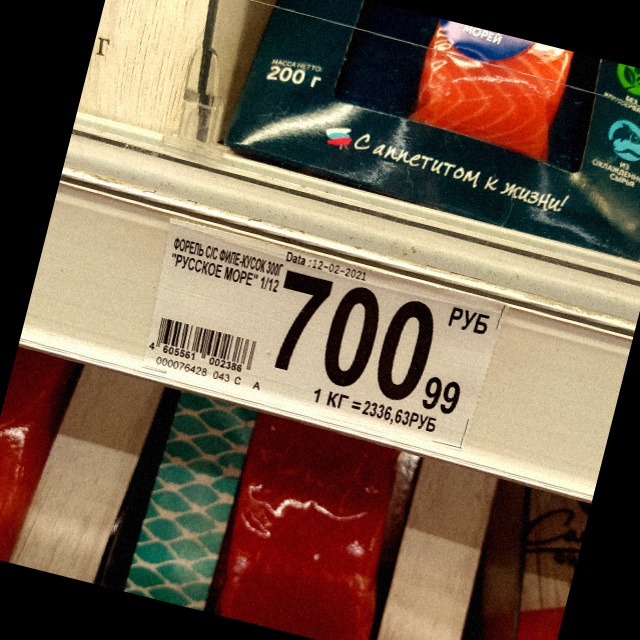 г
МОРЕЙ
МАССА НЕТТО
200 г
С аппетитом к жизни!
ФОРЕЛЬ С/С ФИЛЕ-КУСОК 300Г
"РУССКОЕ МОРЕ" 1/12
Data :12-02-2021
700 99
РУБ
4 605561 002386
000076428 043 С А
1 КГ = 2336,63РУБ